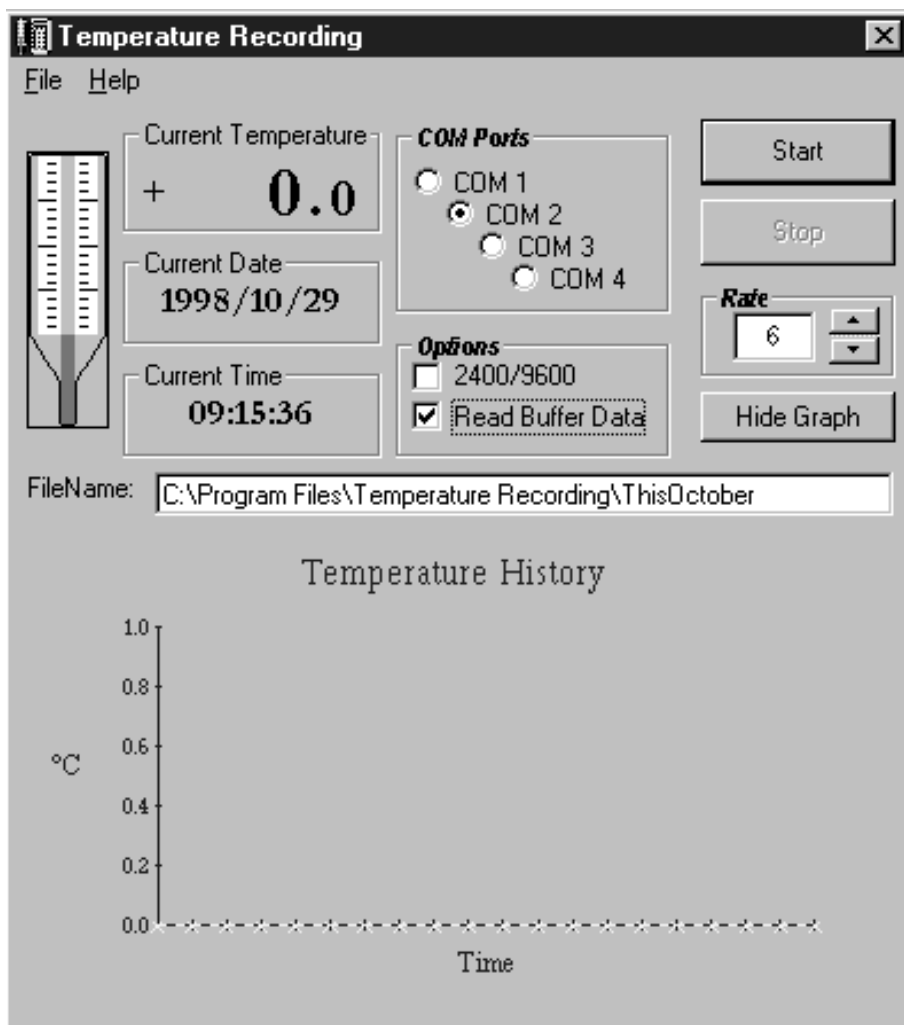 Temperature Recording
File Help
Current Temperature
+ 0.0
Current Date
1998/10/29
Current Time
09:15:36
COM Ports
COM 1
COM 2
COM 3
COM 4
Options
2400/9600
Read Buffer Data
Start
Stop
Rate
6
Hide Graph
FileName: C:\Program Files\Temperature Recording\ThisOctober
Temperature History
1.0
0.8
0.6
°C
0.4
0.2
0.0
Time